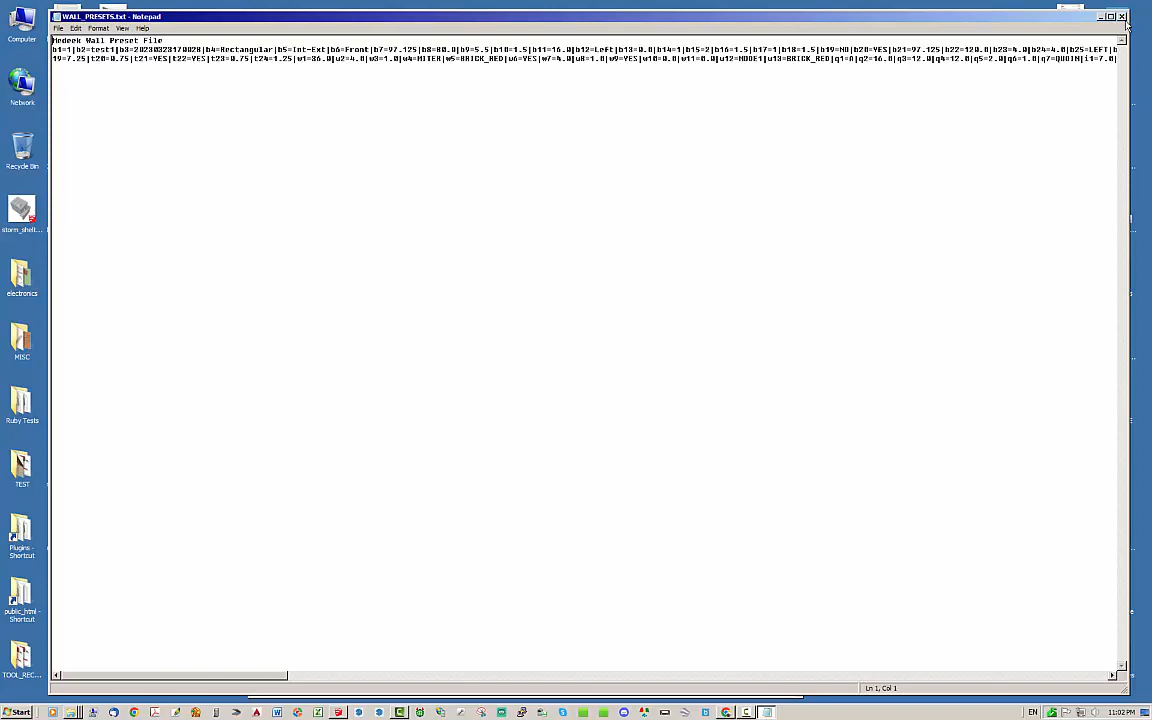 WALL_PRESETS.txt - Notepad
File Edit Format View Help
Medeek Wall Preset File
b1=1|b2=test1|b3=20230323170028|b4=Rectangular|b5=Int-Ext|b6=Front|b7=97.125|b8=80.0|b9=5.5|b10=1.5|b11=16.0|b12=Left|b13=0.0|b14=1|b15=2|b16=1.5|b17=1|b18=1.5|b19=NO|b20=YES|b21=97.125|b22=120.0|b23=4.0|b24=4.0|b25=LEFT|b
19=7.25|t20=0.75|t21=YES|t22=YES|t23=0.75|t24=1.25|w1=36.0|w2=4.0|w3=1.0|w4=MITER|w5=BRICK_RED|w6=YES|w7=4.0|w8=1.0|w9=YES|w10=0.0|w11=0.0|w12=MODE1|w13=BRICK_RED|q1=A|q2=16.0|q3=12.0|q4=12.0|q5=2.0|q6=1.0|q7=QUOIN|i1=7.0|
Computer
Network
Recycle Bin
storm_shell...
electronics
MISC
Ruby Tests
TEST
Plugins - Shortcut
public_html - Shortcut
TOOL_REC...
Ln 1, Col 1
Start
EN
11:02 PM